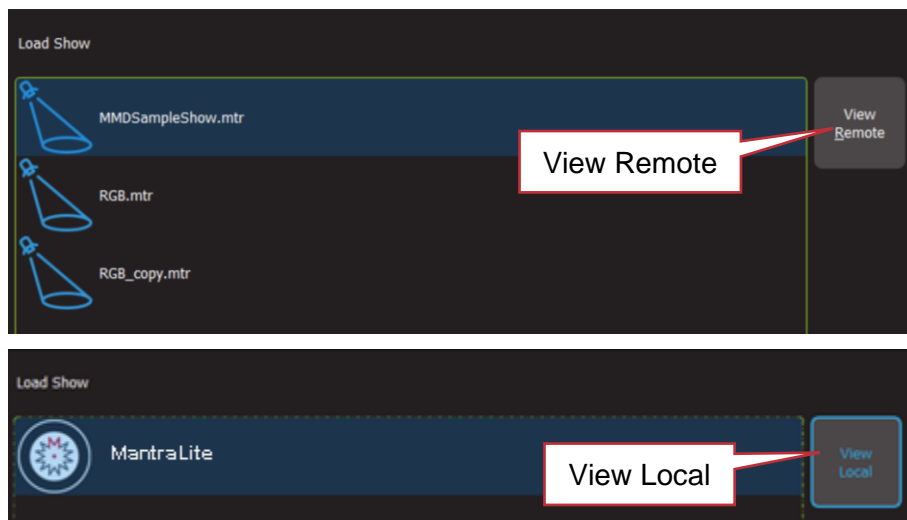 Load Show
MMDSampleShow.mtr
View
Remote
View Remote
RGB.mtr
RGB_copy.mtr
Load Show
MantraLite
View
Local
View Local